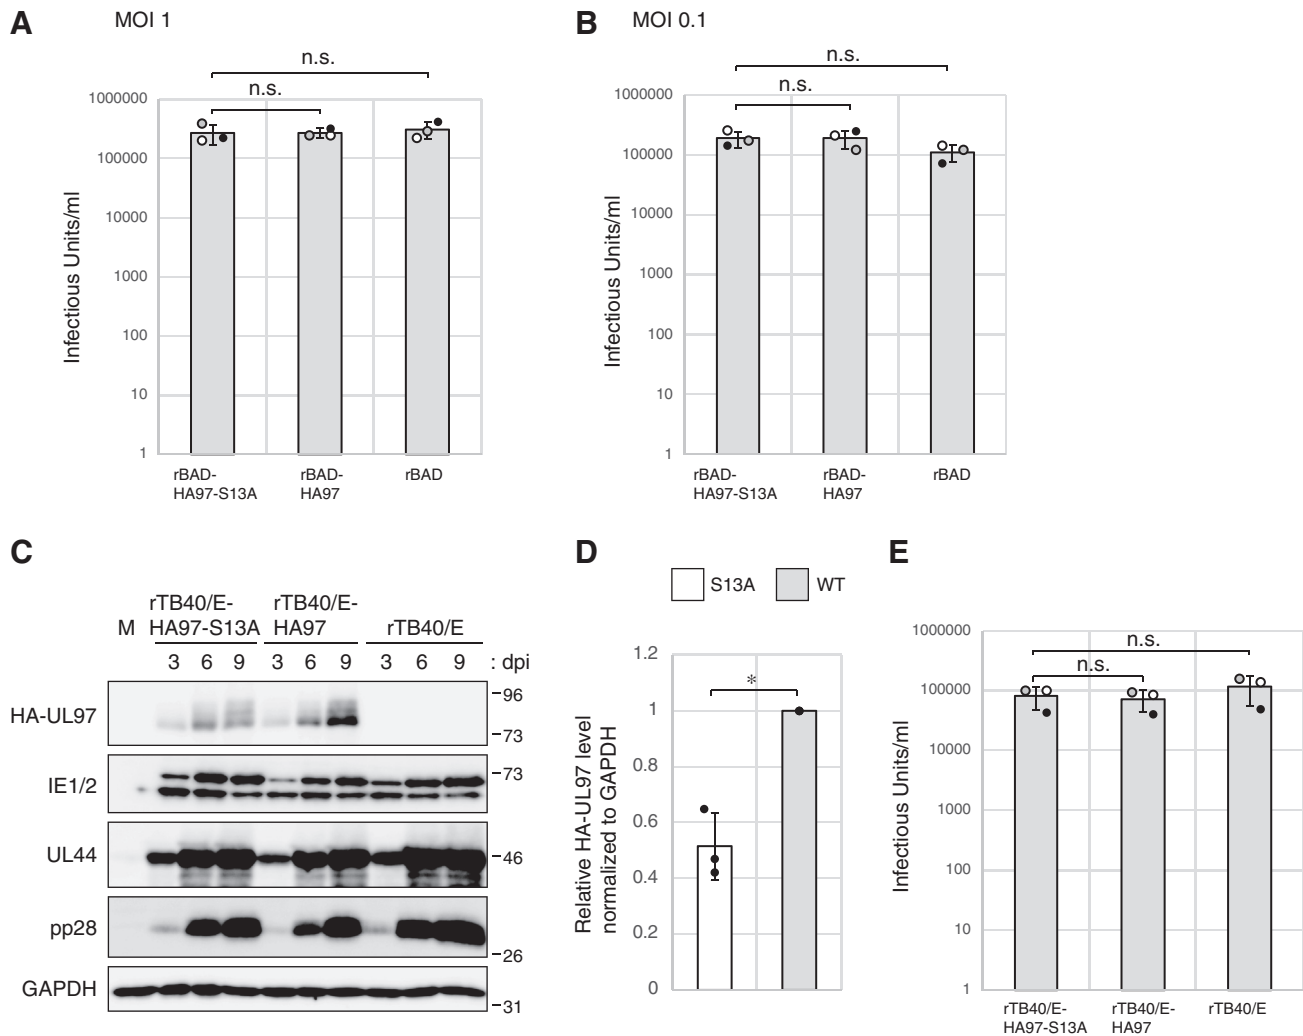 A
MOI 1
n.s.
n.s.
1000000
100000
10000
1000
100
10
1
Infectious Units/ml
rBAD-
HA97-S13A
rBAD-
HA97
rBAD
B
MOI 0.1
n.s.
n.s.
1000000
100000
10000
1000
100
10
1
Infectious Units/ml
rBAD-
HA97-S13A
rBAD-
HA97
rBAD
C
M
rTB40/E-
HA97-S13A
rTB40/E-
HA97
rTB40/E
3 6 9 3 6 9 3 6 9 : dpi
HA-UL97
96
73
IE1/2
73
UL44
46
pp28
26
GAPDH
31
D
S13A
WT
1.2
1
0.8
0.6
0.4
0.2
0
*
Relative HA-UL97 level
normalized to GAPDH
E
n.s.
n.s.
1000000
100000
10000
1000
100
10
1
Infectious Units/ml
rTB40/E-
HA97-S13A
rTB40/E-
HA97
rTB40/E